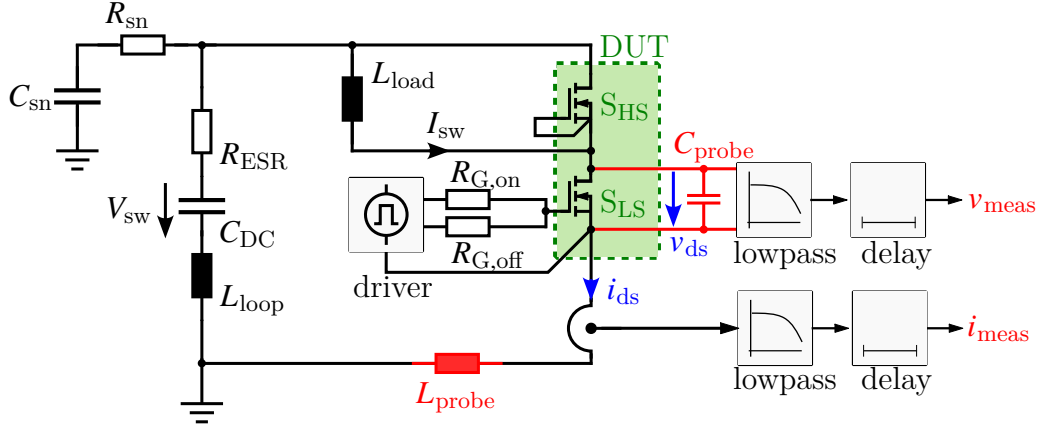 R_sn
DUT
L_load
C_sn
S_HS
I_sw
C_probe
R_ESR
R_G,on
V_sw
S_LS
v_meas
C_DC
R_G,off
v_ds
lowpass
delay
driver
L_loop
i_ds
i_meas
lowpass
delay
L_probe